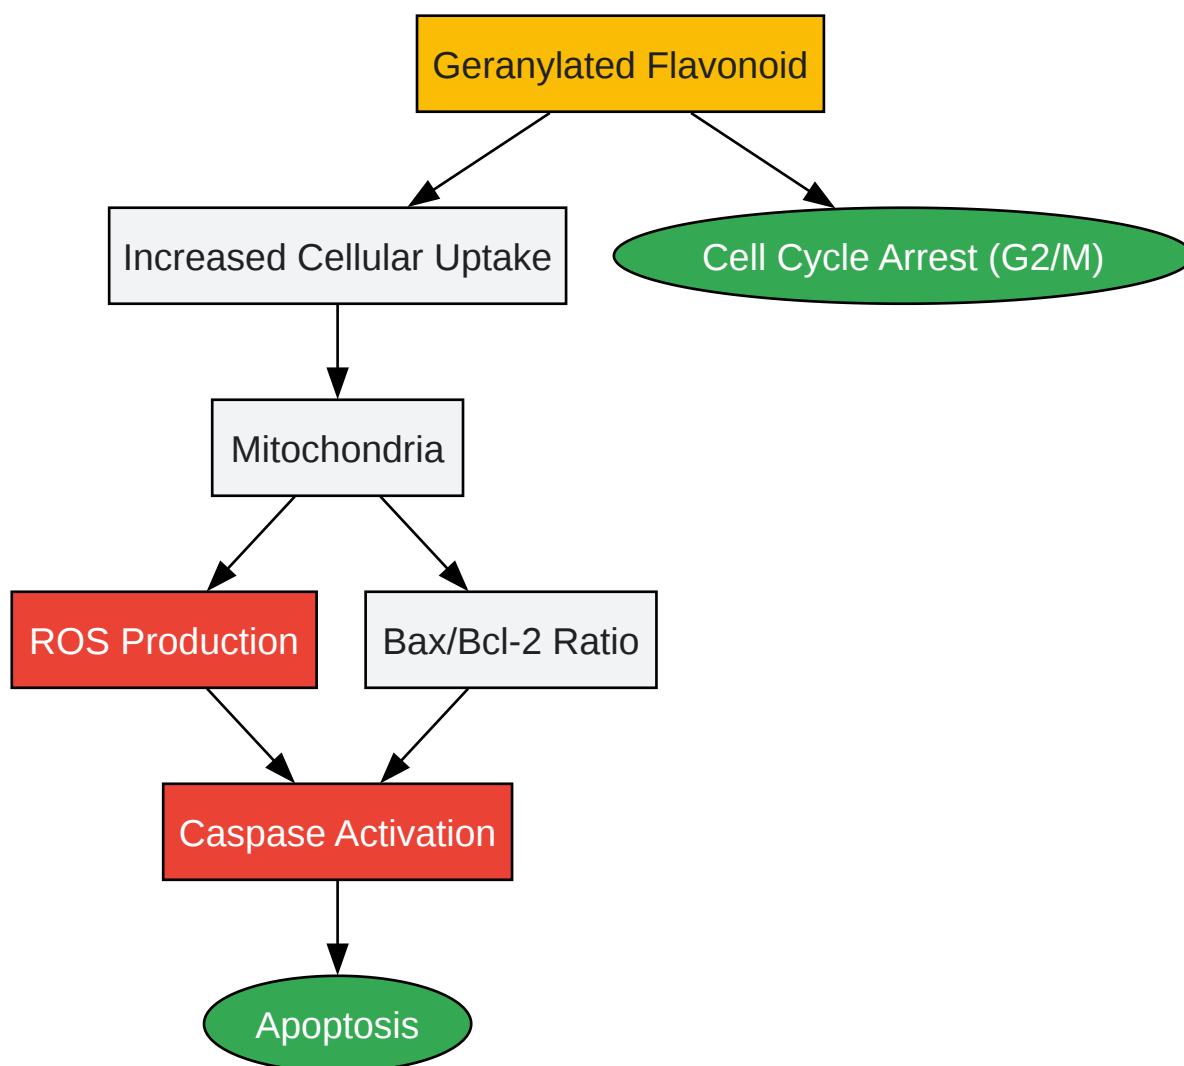 Geranylated Flavonoid
Increased Cellular Uptake
Cell Cycle Arrest (G2/M)
Mitochondria
ROS Production
Bax/Bcl-2 Ratio
Caspase Activation
Apoptosis